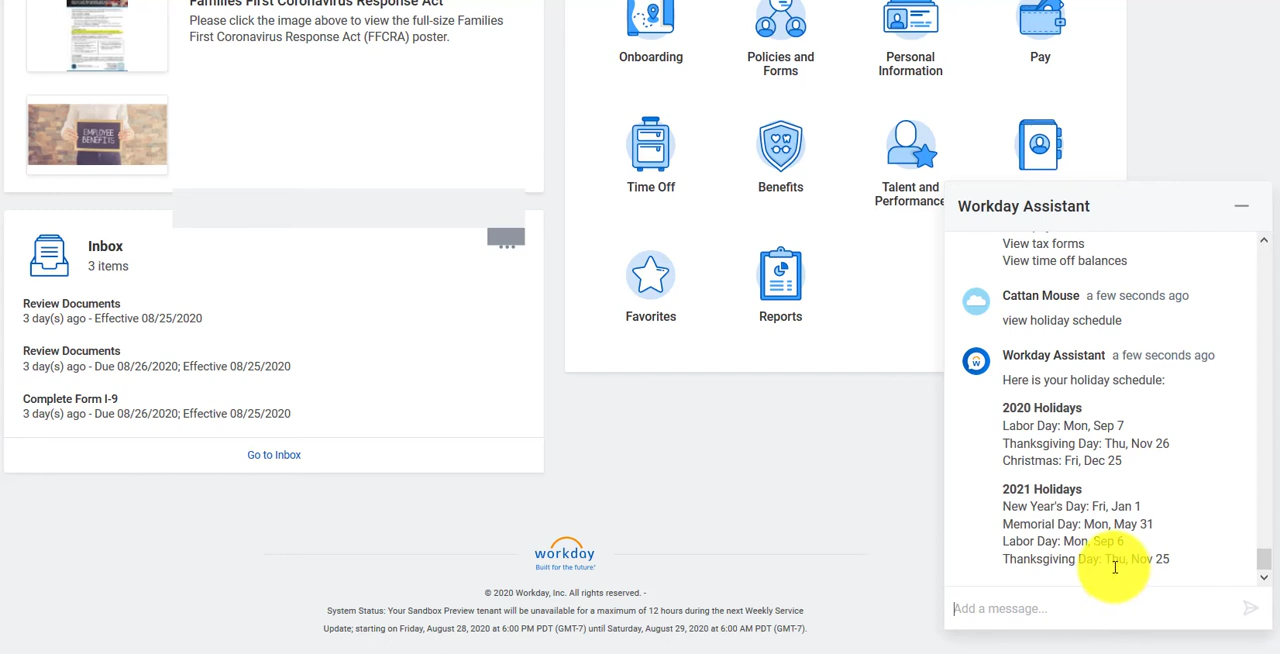 Families First Coronavirus Response Act
Please click the image above to view the full-size Families
First Coronavirus Response Act (FFCRA) poster.
EMPLOYEE
BENEFITS
Inbox
3 items
Review Documents
3 day(s) ago - Effective 08/25/2020
Review Documents
3 day(s) ago - Due 08/26/2020; Effective 08/25/2020
Complete Form I-9
3 day(s) ago - Due 08/26/2020; Effective 08/25/2020
Go to Inbox
Onboarding
Policies and
Forms
Personal
Information
Pay
Time Off
Benefits
Talent and
Performance
Favorites
Reports
Workday Assistant
View tax forms
View time off balances
Cattan Mouse a few seconds ago
view holiday schedule
Workday Assistant a few seconds ago
Here is your holiday schedule:
2020 Holidays
Labor Day: Mon, Sep 7
Thanksgiving Day: Thu, Nov 26
Christmas: Fri, Dec 25
2021 Holidays
New Year's Day: Fri, Jan 1
Memorial Day: Mon, May 31
Labor Day: Mon, Sep 6
Thanksgiving Day: Thu, Nov 25
Add a message...
workday
Built for the future.®
© 2020 Workday, Inc. All rights reserved. -
System Status: Your Sandbox Preview tenant will be unavailable for a maximum of 12 hours during the next Weekly Service
Update; starting on Friday, August 28, 2020 at 6:00 PM PDT (GMT-7) until Saturday, August 29, 2020 at 6:00 AM PDT (GMT-7).